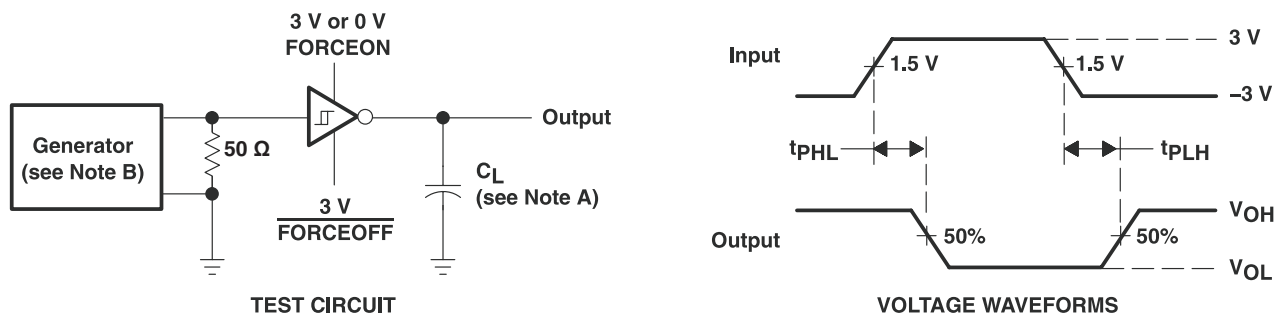 3 V or 0 V
FORCEON
Generator
(see Note B)
50 Ω
Output
CL
(see Note A)
3 V
FORCEOFF
TEST CIRCUIT
Input
3 V
1.5 V
1.5 V
–3 V
tPHL
tPLH
Output
VOH
50%
50%
VOL
VOLTAGE WAVEFORMS